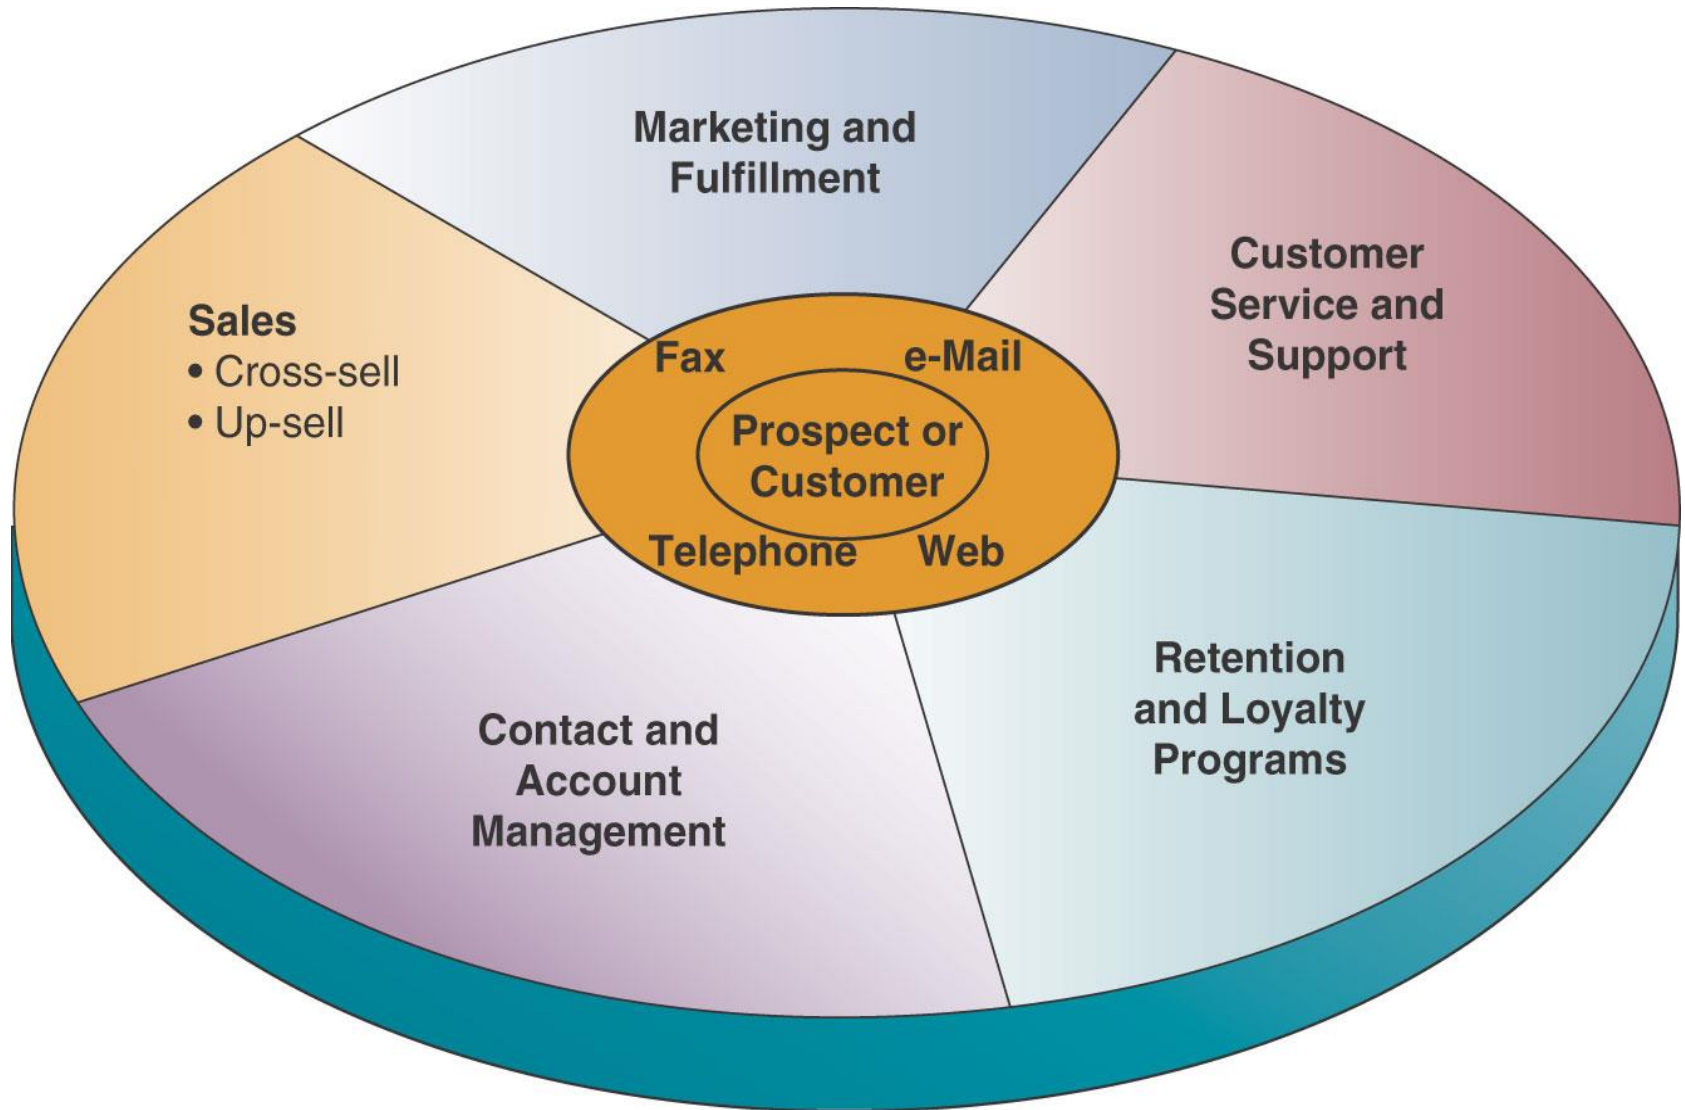 Marketing and
Fulfillment
Customer
Service and
Support
Sales
• Cross-sell
• Up-sell
Fax
e-Mail
Prospect or
Customer
Telephone
Web
Retention
and Loyalty
Programs
Contact and
Account
Management